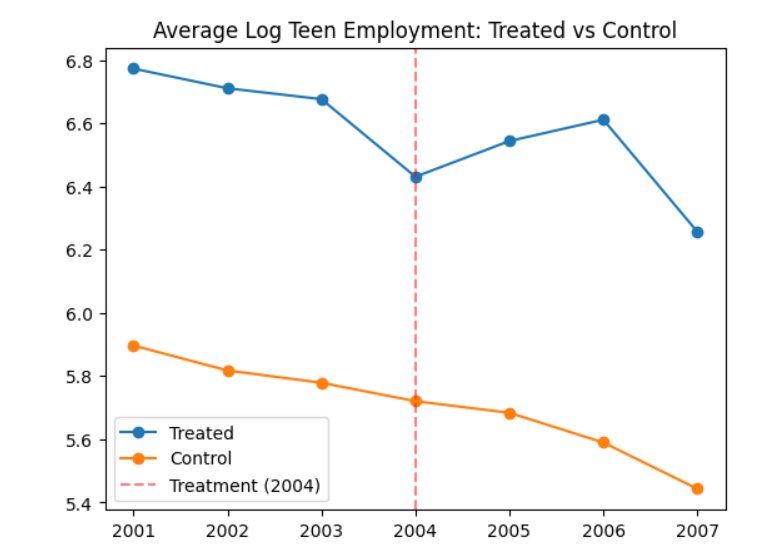 Average Log Teen Employment: Treated vs Control
6.8
6.6
6.4
6.2
6.0
5.8
5.6
5.4
Treated
Control
Treatment (2004)
2001 2002 2003 2004 2005 2006 2007